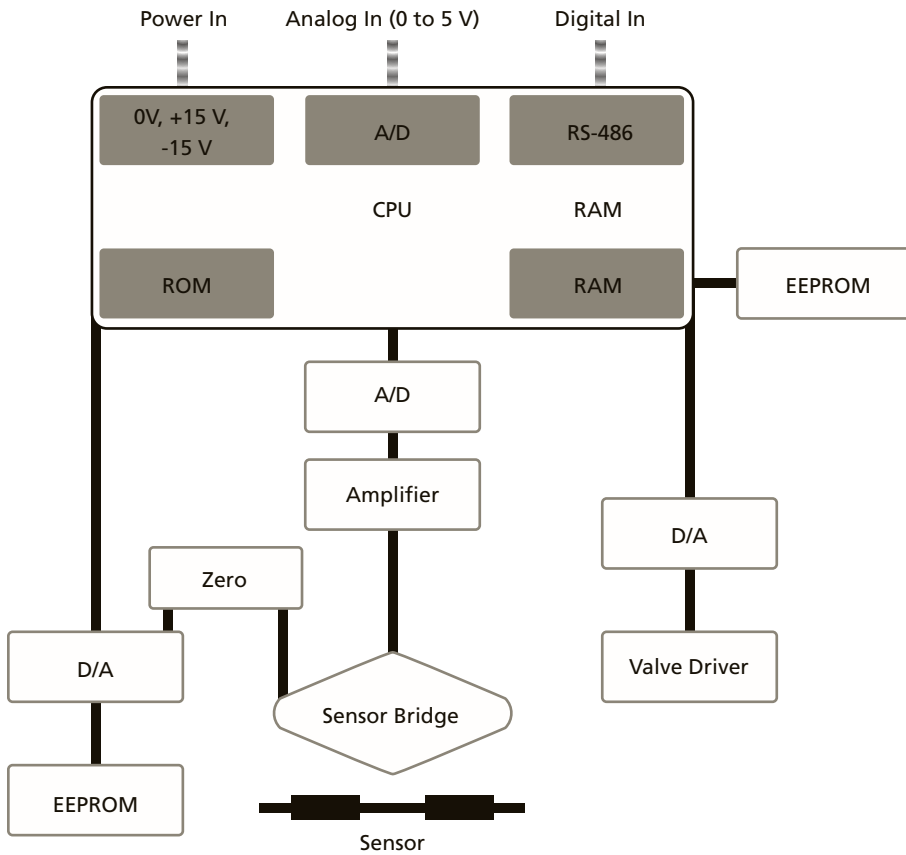 Power In
Analog In (0 to 5 V)
Digital In
0V, +15 V,
-15 V
A/D
RS-486
CPU
RAM
ROM
RAM
EEPROM
A/D
Amplifier
D/A
Zero
D/A
Valve Driver
Sensor Bridge
EEPROM
Sensor